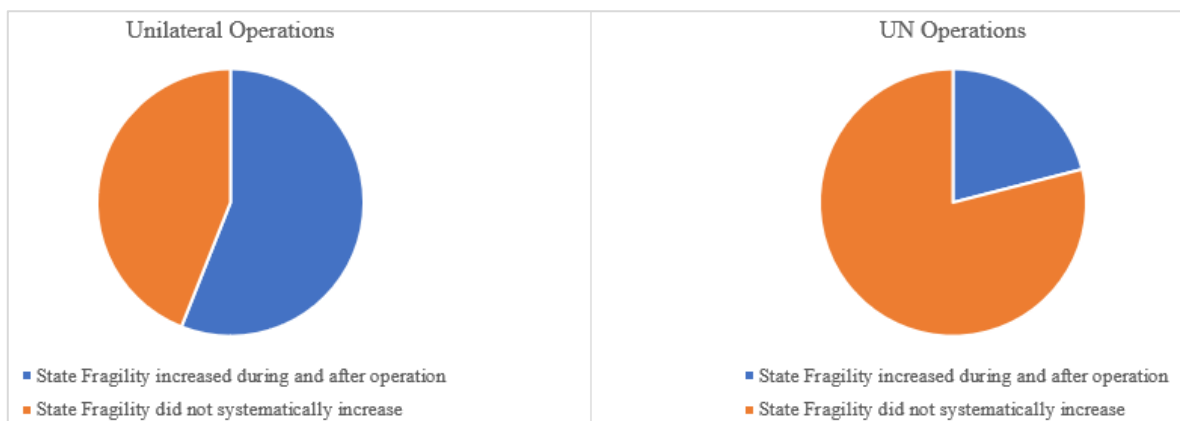 Unilateral Operations
State Fragility increased during and after operation
State Fragility did not systematically increase
UN Operations
State Fragility increased during and after operation
State Fragility did not systematically increase